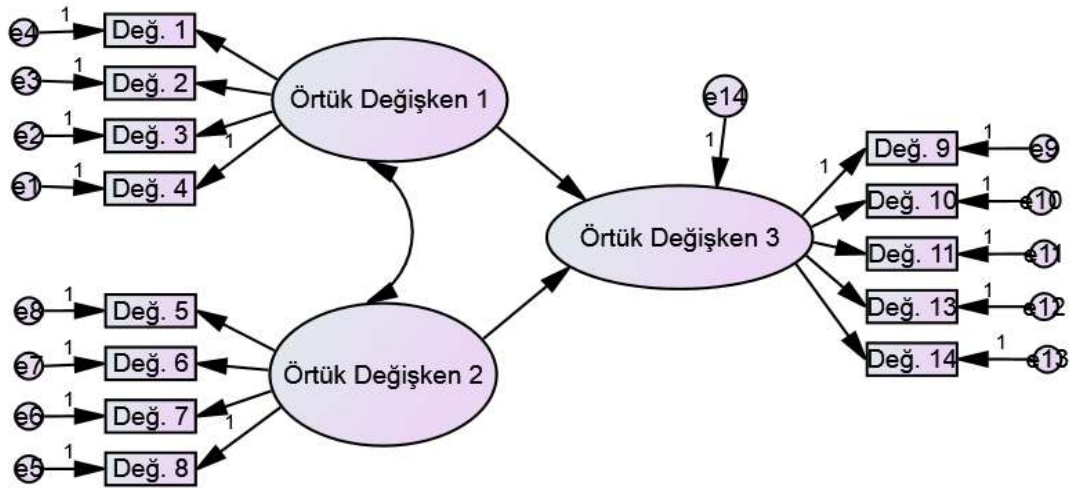 e4 1 Değ. 1
e3 1 Değ. 2
e2 1 Değ. 3
e1 1 Değ. 4
1
Örtük Değişken 1
e8 1 Değ. 5
e7 1 Değ. 6
e6 1 Değ. 7
e5 1 Değ. 8
1
Örtük Değişken 2
e14
1
Örtük Değişken 3
1
Değ. 9 1 e9
Değ. 10 1 e10
Değ. 11 1 e11
Değ. 13 1 e12
Değ. 14 1 e13